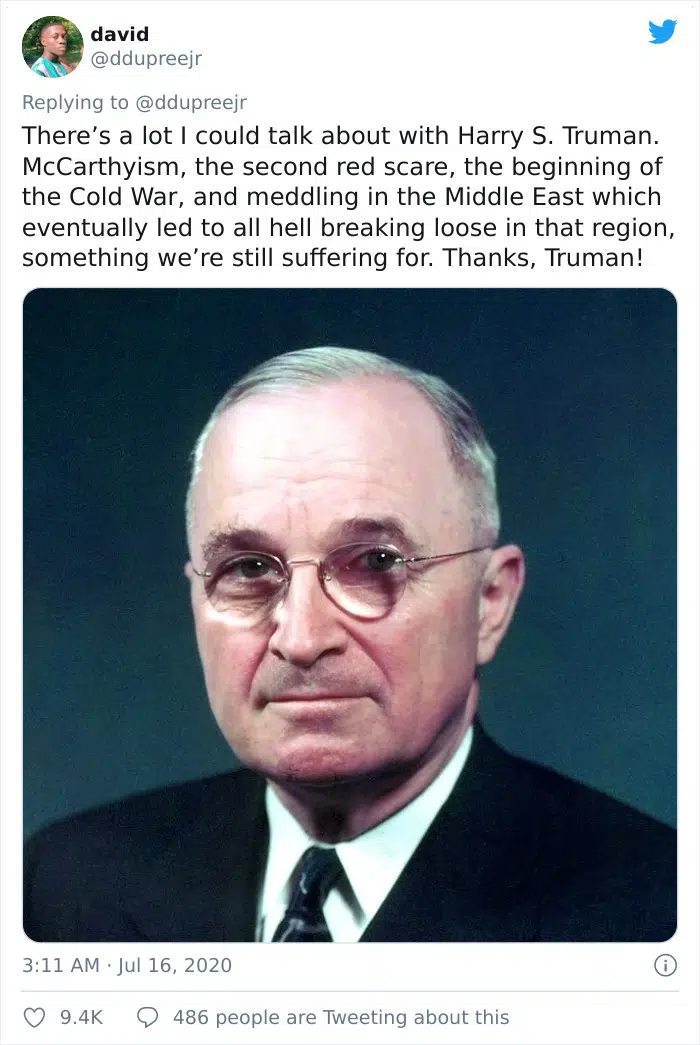 david
@ddupreejr
Replying to @ddupreejr
There’s a lot I could talk about with Harry S. Truman.
McCarthyism, the second red scare, the beginning of
the Cold War, and meddling in the Middle East which
eventually led to all hell breaking loose in that region,
something we’re still suffering for. Thanks, Truman!
3:11 AM · Jul 16, 2020
9.4K 486 people are Tweeting about this